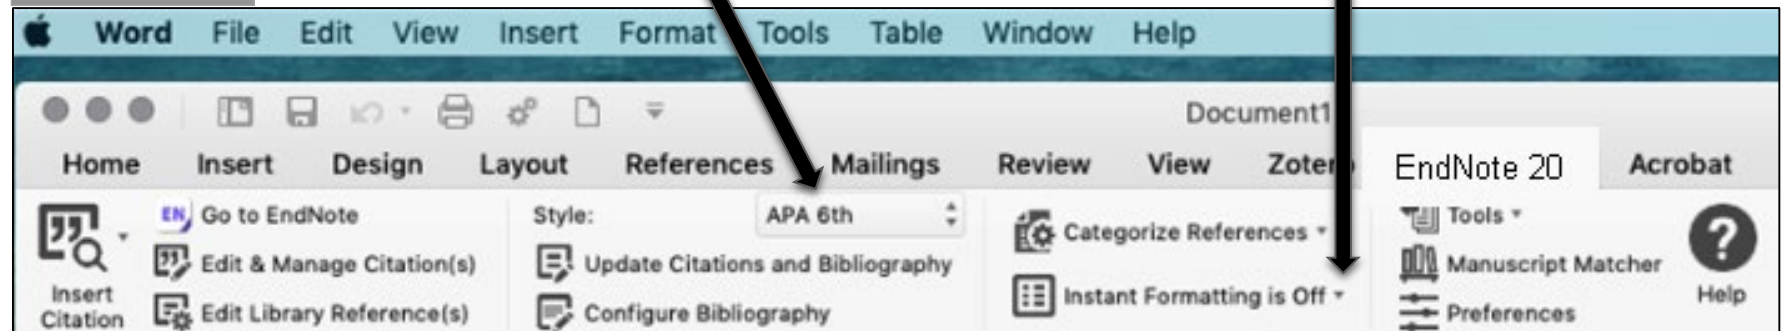 Word File Edit View Insert Format Tools Table Window Help
Document1
Home Insert Design Layout References Mailings Review View Zotero EndNote 20 Acrobat
Insert Citation
EN Go to EndNote
Edit & Manage Citation(s)
Edit Library Reference(s)
Style: APA 6th
Update Citations and Bibliography
Configure Bibliography
Categorize References
Instant Formatting is Off
Tools
Manuscript Matcher
Preferences
Help